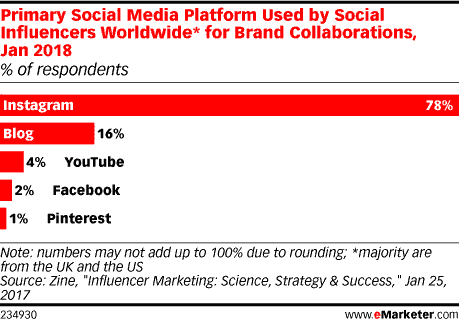 Primary Social Media Platform Used by Social
Influencers Worldwide* for Brand Collaborations,
Jan 2018
% of respondents
Instagram 78%
Blog 16%
4% YouTube
2% Facebook
1% Pinterest
Note: numbers may not add up to 100% due to rounding; *majority are
from the UK and the US
Source: Zine, "Influencer Marketing: Science, Strategy & Success," Jan 25,
2017
234930 www.eMarketer.com